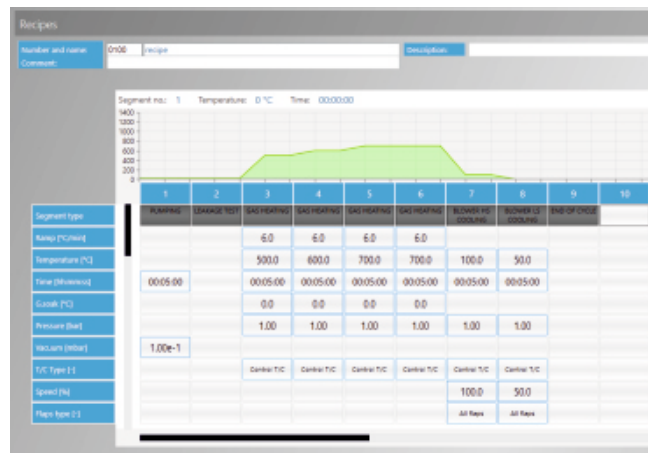 Recipes
Number and name: 0100 recipe Description:
Comment:
Segment no.: 1 Temperature: 0 °C Time: 00:00:00
1400
1200
1000
800
600
400
200
0
1 2 3 4 5 6 7 8 9 10
Segment type PUMPING LEAKAGE TEST GAS HEATING GAS HEATING GAS HEATING GAS HEATING BLOWER HS COOLING BLOWER LS COOLING END OF CYCLE
Ramp [°C/min] 6.0 6.0 6.0 6.0
Temperature [°C] 500.0 600.0 700.0 700.0 100.0 50.0
Time [hh:mm:ss] 00:05:00 00:05:00 00:05:00 00:05:00 00:05:00 00:05:00 00:05:00
G.soak [°C] 0.0 0.0 0.0 0.0
Pressure [bar] 1.00 1.00 1.00 1.00 1.00 1.00
Vacuum [mbar] 1.00e-1
T/C Type [-] Control T/C Control T/C Control T/C Control T/C Control T/C Control T/C
Speed [%] 100.0 50.0
Flaps type [-] All flaps All flaps